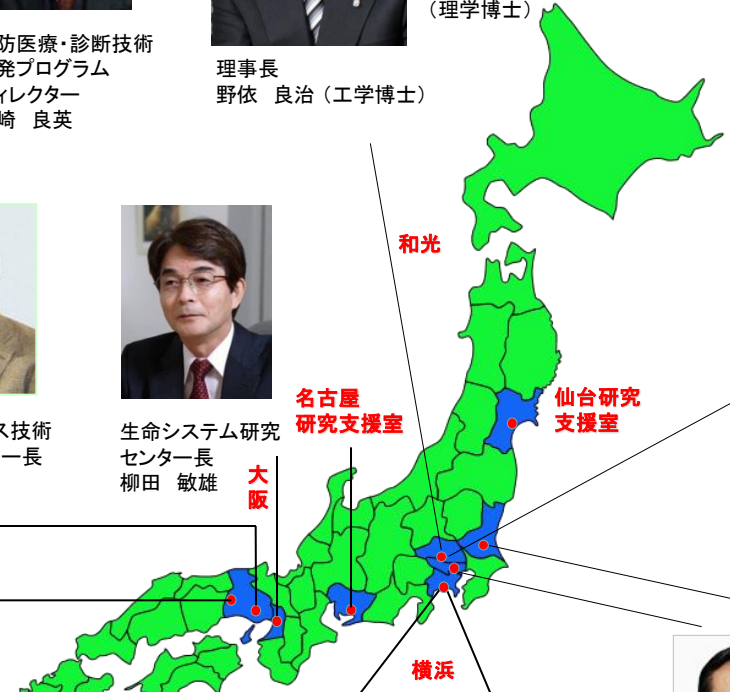 （理学博士）
防医療・診断技術
発プログラム
ィレクター
崎　良英
理事長
野依　良治（工学博士）
和光
ス技術
ー長
生命システム研究
センター長
柳田　敏雄
名古屋
研究支援室
大
阪
仙台研究
支援室
横浜